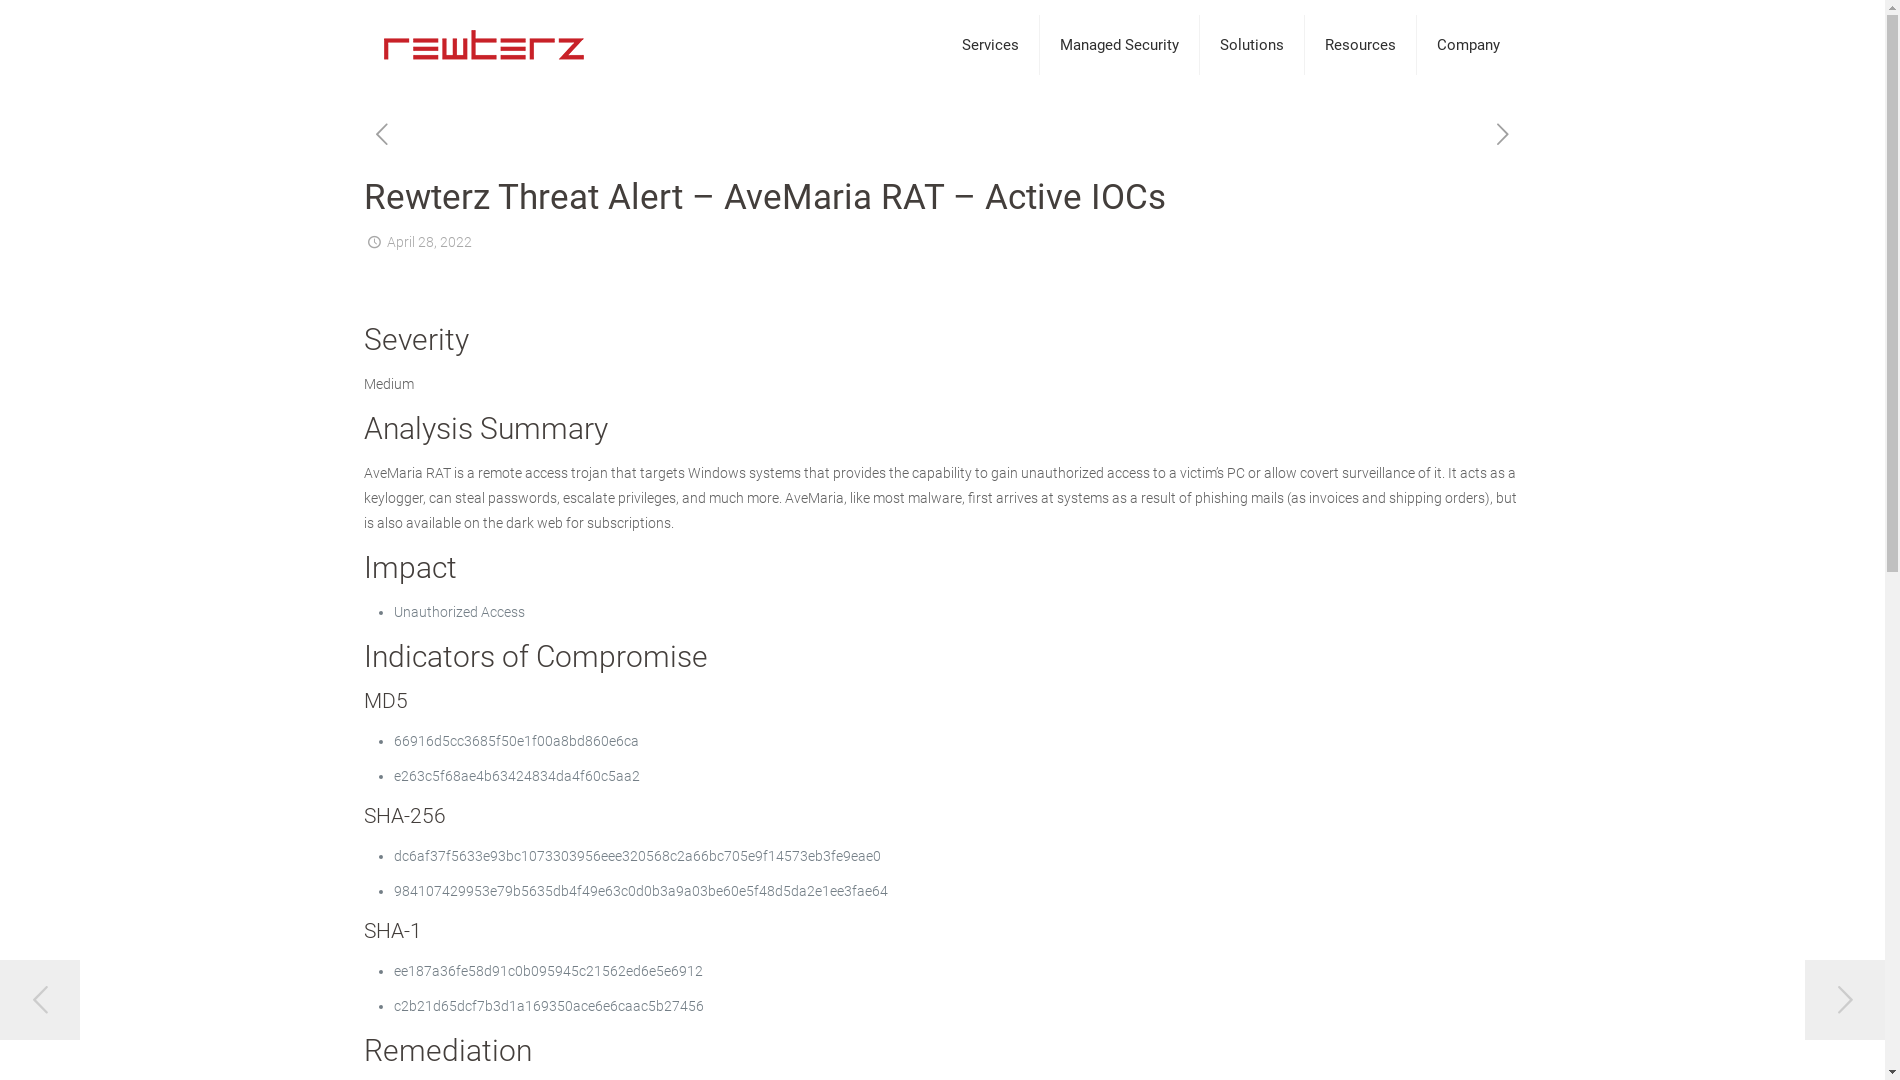 rewterz
Services
Managed Security
Solutions
Resources
Company
Rewterz Threat Alert – AveMaria RAT – Active IOCs
April 28, 2022
Severity
Medium
Analysis Summary
AveMaria RAT is a remote access trojan that targets Windows systems that provides the capability to gain unauthorized access to a victim’s PC or allow covert surveillance of it. It acts as a
keylogger, can steal passwords, escalate privileges, and much more. AveMaria, like most malware, first arrives at systems as a result of phishing mails (as invoices and shipping orders), but
is also available on the dark web for subscriptions.
Impact
Unauthorized Access
Indicators of Compromise
MD5
66916d5cc3685f50e1f00a8bd860e6ca
e263c5f68ae4b63424834da4f60c5aa2
SHA-256
dc6af37f5633e93bc1073303956eee320568c2a66bc705e9f14573eb3fe9eae0
984107429953e79b5635db4f49e63c0d0b3a9a03be60e5f48d5da2e1ee3fae64
SHA-1
ee187a36fe58d91c0b095945c21562ed6e5e6912
c2b21d65dcf7b3d1a169350ace6e6caac5b27456
Remediation